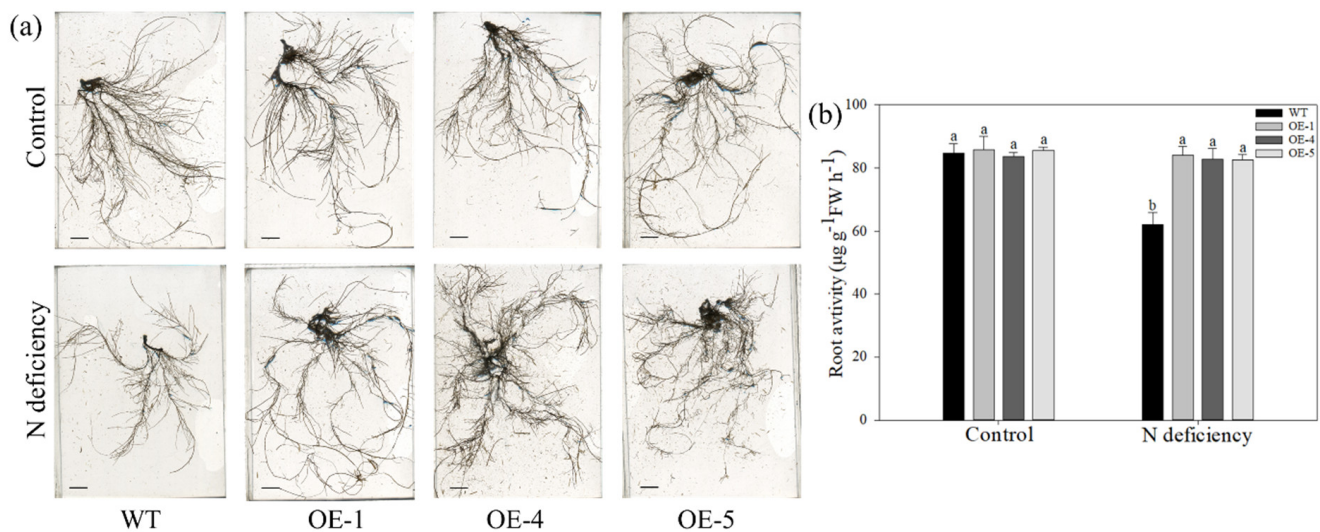 (a)
Control
N deficiency
WT
OE-1
OE-4
OE-5
(b)
Root avtivity (μg g⁻¹FW h⁻¹)
100
80
60
40
20
0
a
a
a
a
b
a
a
a
WT
OE-1
OE-4
OE-5
Control
N deficiency